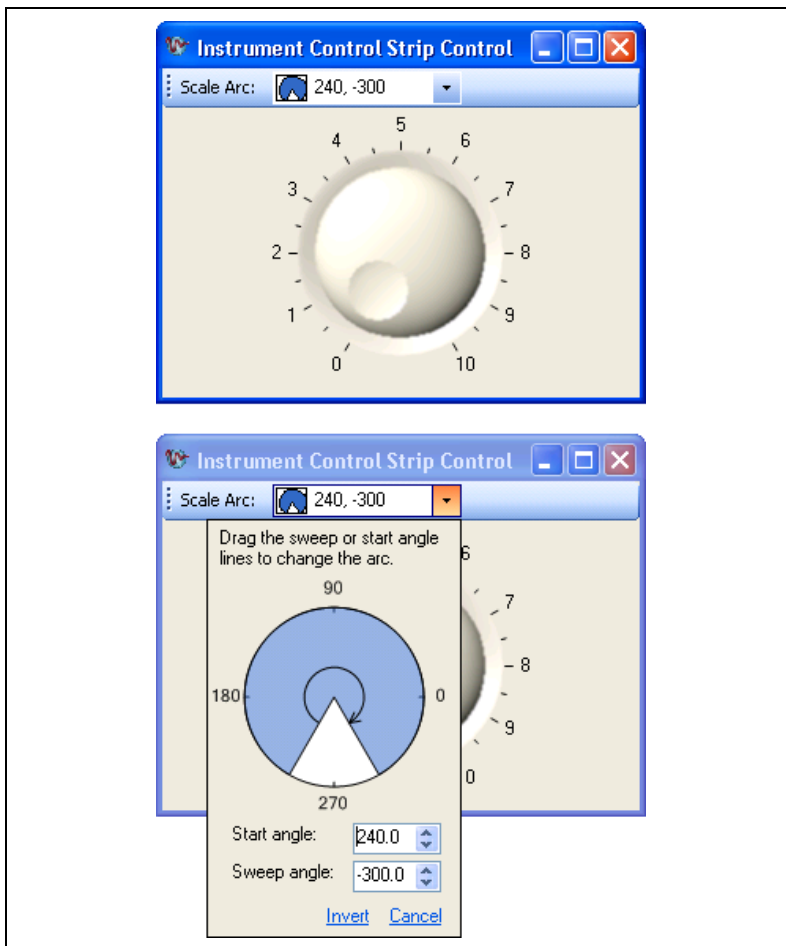 Instrument Control Strip Control
Scale Arc: 240, -300
5
4 6
3 7
2 8
1 9
0 10
Instrument Control Strip Control
Scale Arc: 240, -300
Drag the sweep or start angle
lines to change the arc.
6
90
7
180 0
8
9
270
0
Start angle: 240.0
Sweep angle: -300.0
Invert Cancel